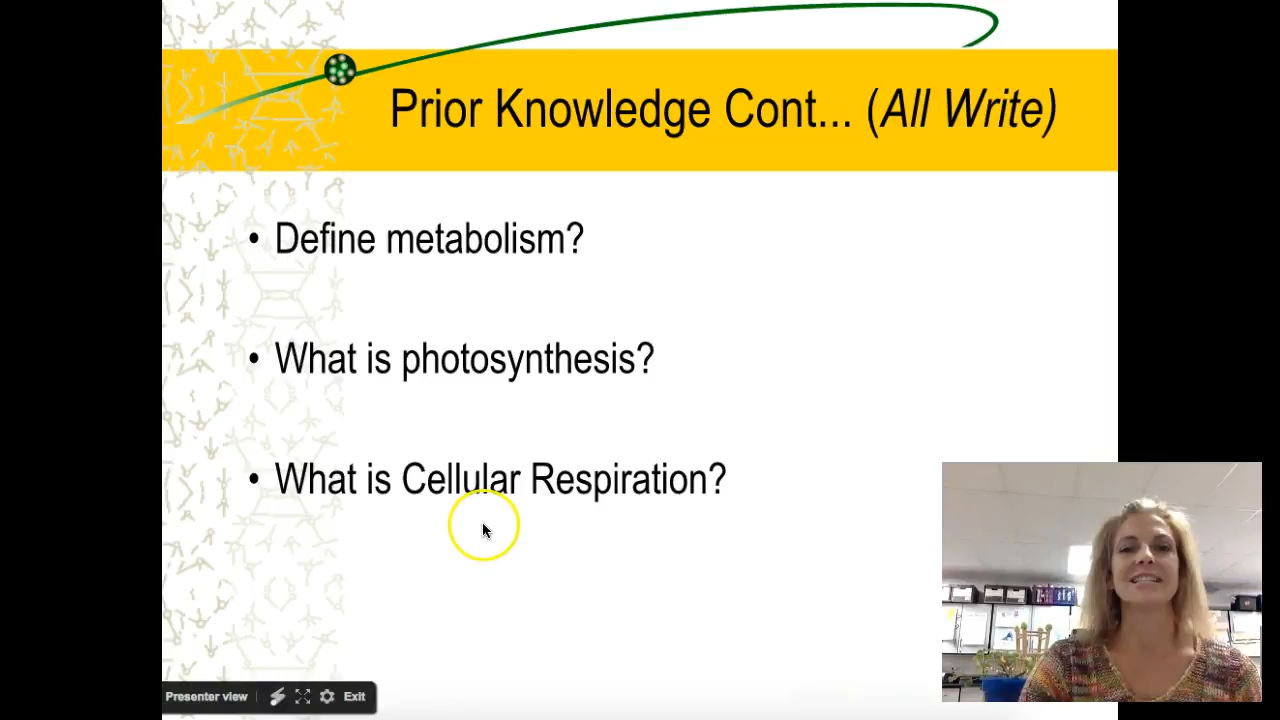 Prior Knowledge Cont... (All Write)
• Define metabolism?
• What is photosynthesis?
• What is Cellular Respiration?
Presenter view
Exit